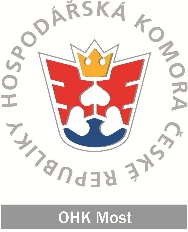 HOSPODÁŘSKÁ KOMORA ČESKÉ REPUBLIKY
OHK Most